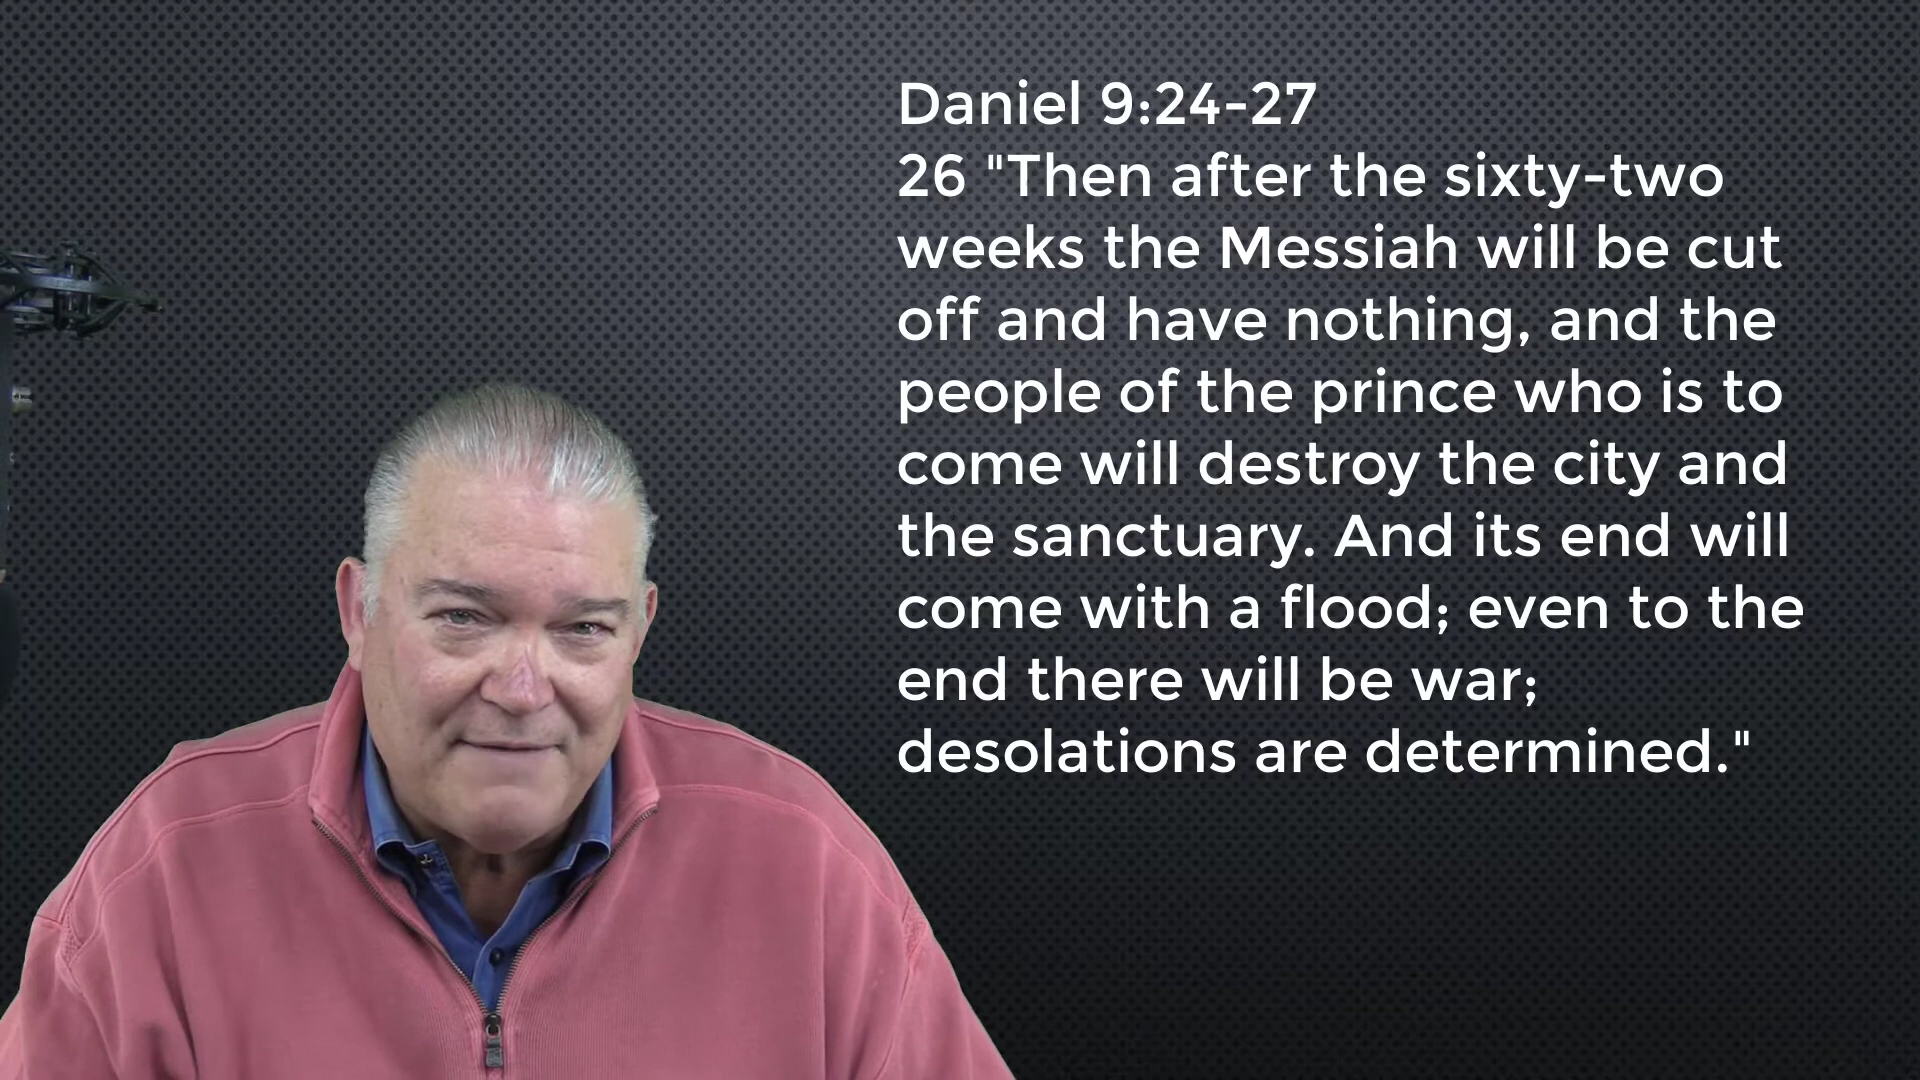 Daniel 9:24-27
26 "Then after the sixty-two
weeks the Messiah will be cut
off and have nothing, and the
people of the prince who is to
come will destroy the city and
the sanctuary. And its end will
come with a flood; even to the
end there will be war;
desolations are determined."